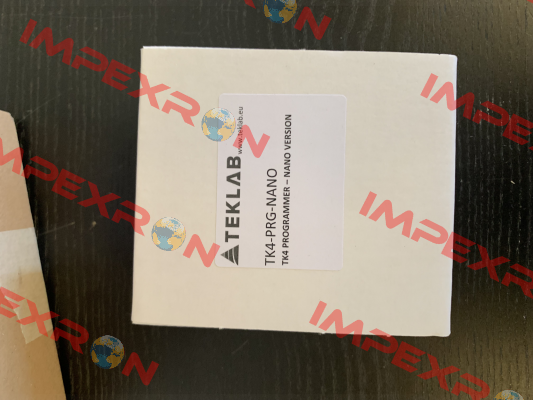 TEKLAB
www.teklab.eu
TK4-PRG-NANO
TK4 PROGRAMMER – NANO VERSION
IMPEXRON
IMPEXRON
IMPEXRON
IMPEXRON
IMPEXRON
IMPEXRON